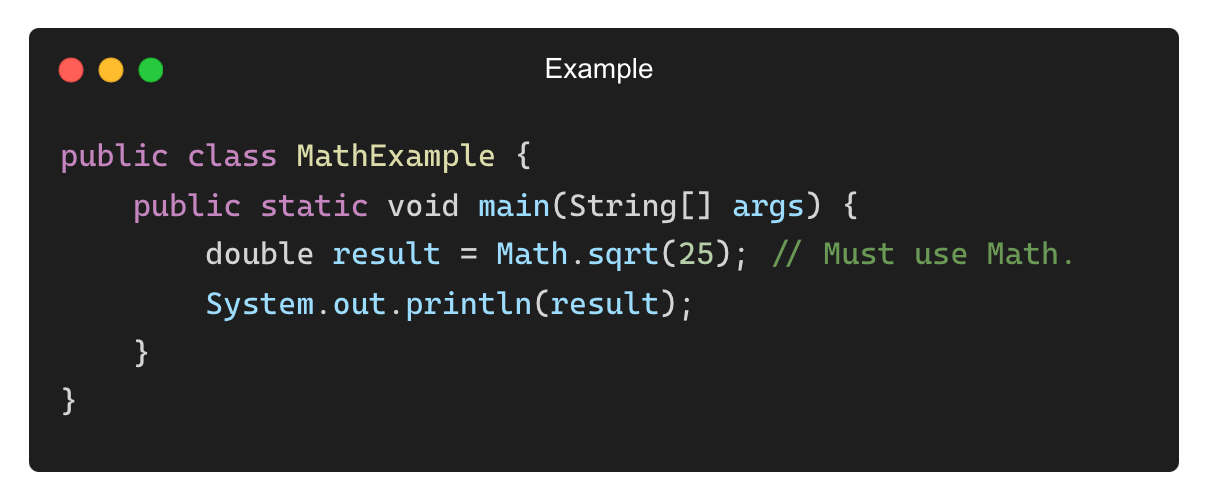 Example
public class MathExample {
    public static void main(String[] args) {
        double result = Math.sqrt(25); // Must use Math.
        System.out.println(result);
    }
}